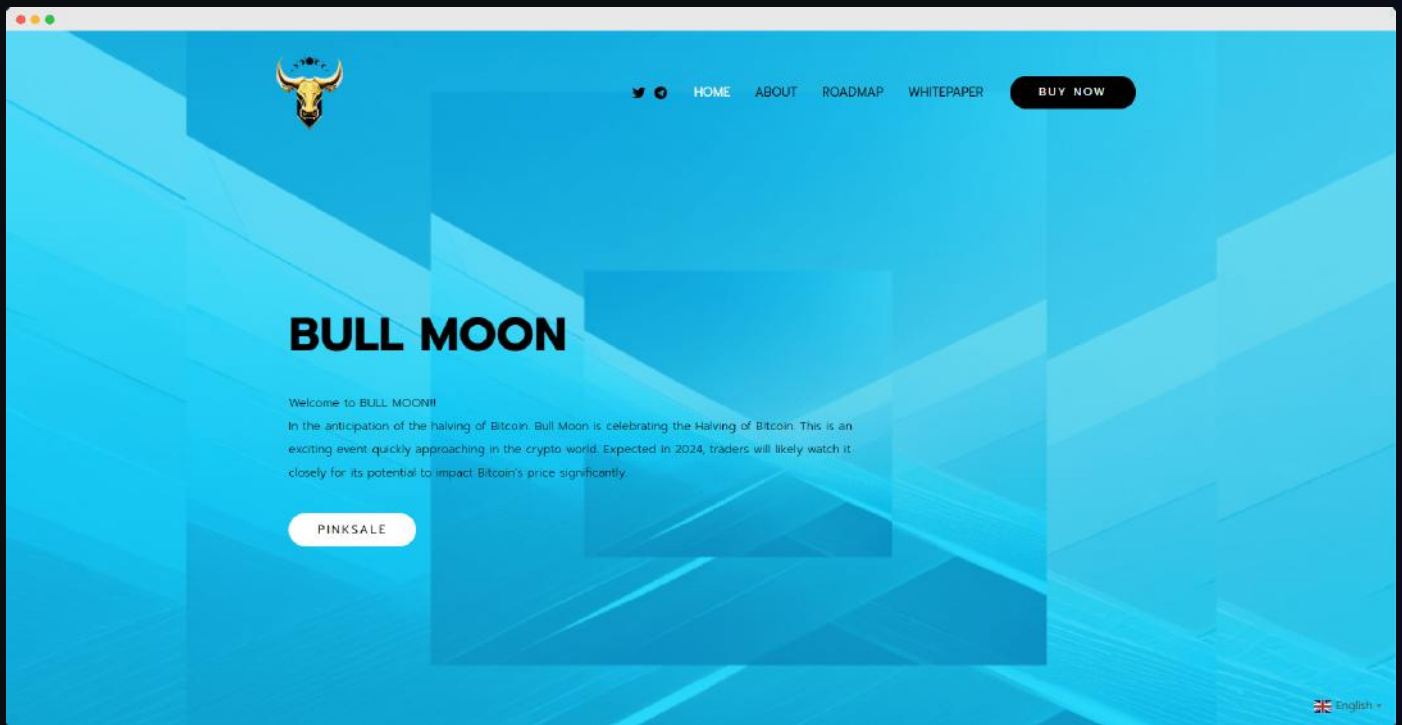 HOME ABOUT ROADMAP WHITEPAPER BUY NOW
BULL MOON
Welcome to BULL MOON!!!
In the anticipation of the halving of Bitcoin. Bull Moon is celebrating the Halving of Bitcoin. This is an
exciting event quickly approaching in the crypto world. Expected in 2024, traders will likely watch it
closely for its potential to impact Bitcoin's price significantly.
PINKSALE
English